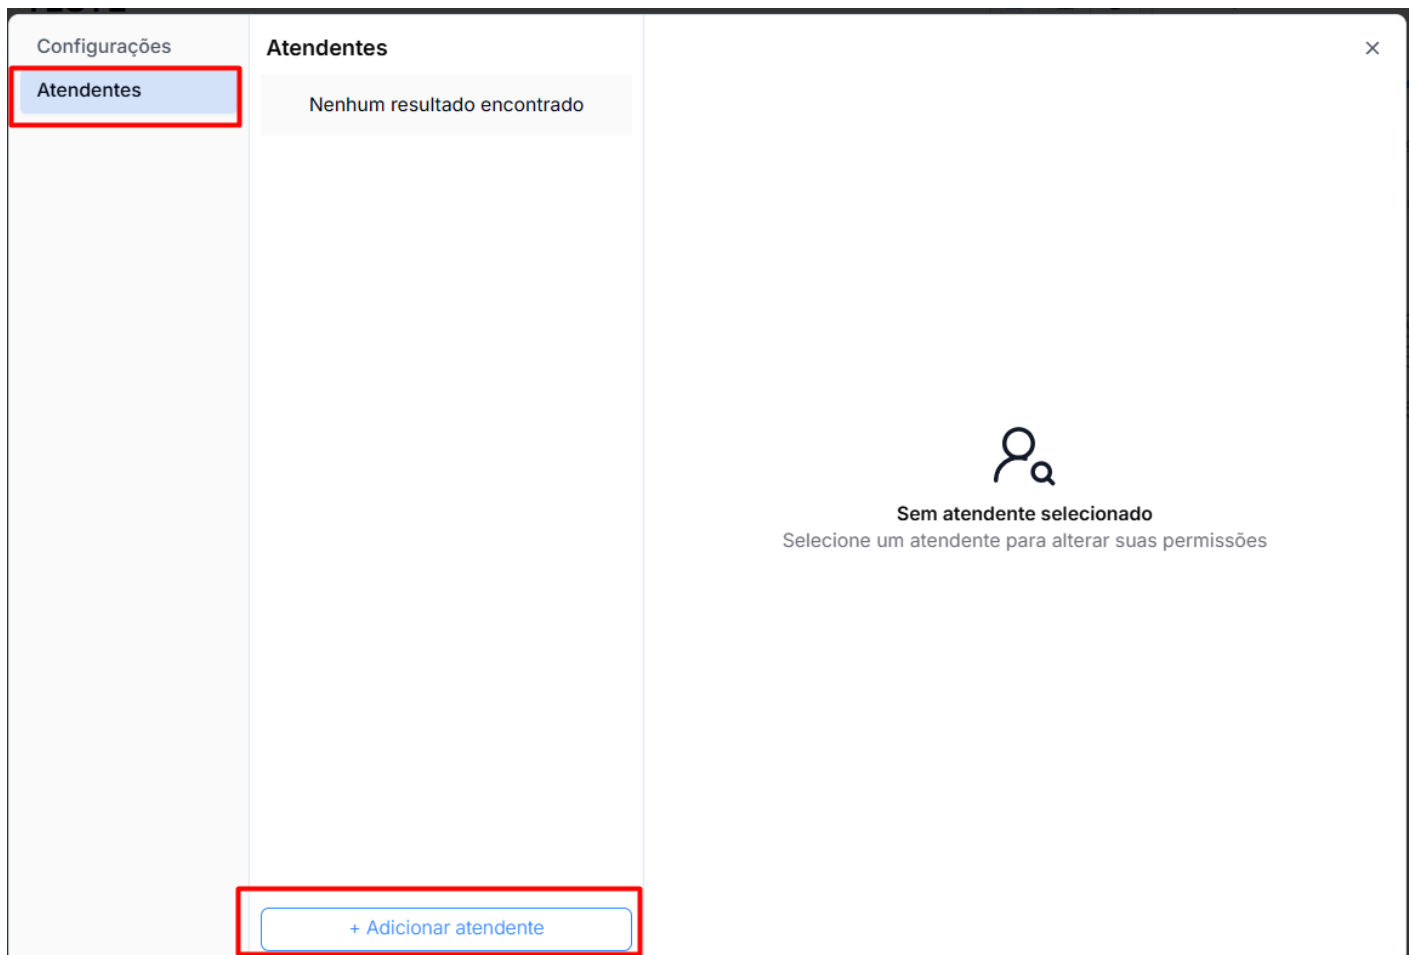 Configurações
Atendentes
Atendentes
Nenhum resultado encontrado
Sem atendente selecionado
Selecione um atendente para alterar suas permissões
+ Adicionar atendente